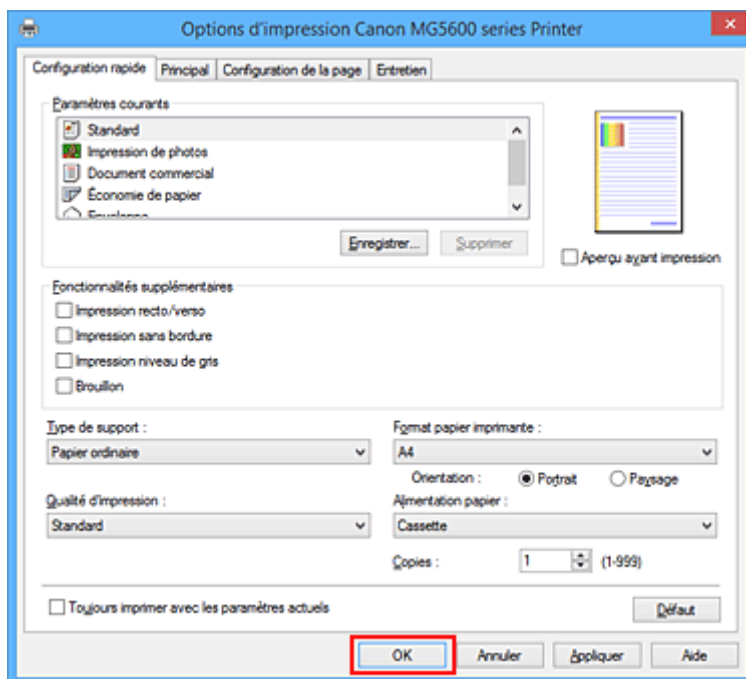 Options d'impression Canon MG5600 series Printer
Configuration rapide Principal Configuration de la page Entretien
Paramètres courants
Standard
Impression de photos
Document commercial
Économie de papier
Enregistrer... Supprimer
Aperçu avant impression
Fonctionnalités supplémentaires
Impression recto/verso
Impression sans bordure
Impression niveau de gris
Brouillon
Type de support : Format papier imprimante :
Papier ordinaire A4
Orientation : Portrait Paysage
Qualité d'impression : Alimentation papier :
Standard Cassette
Copies : 1 (1-999)
Toujours imprimer avec les paramètres actuels Défaut
OK Annuler Appliquer Aide